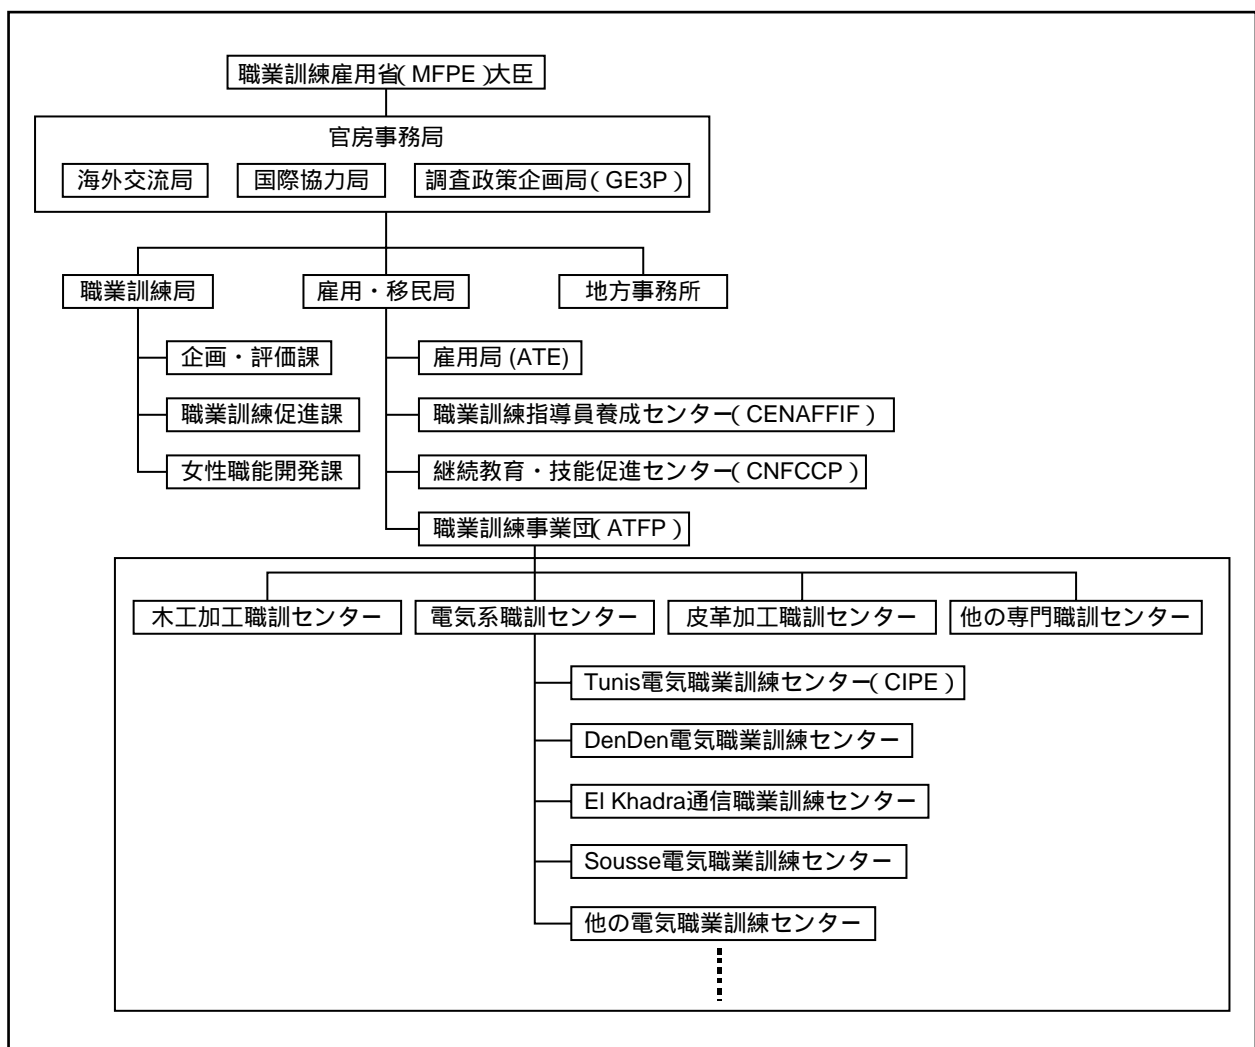 職業訓練雇用省(MFPE)大臣
官房事務局
海外交流局
国際協力局
調査政策企画局(GE3P)
職業訓練局
雇用・移民局
地方事務所
企画・評価課
雇用局 (ATE)
職業訓練促進課
職業訓練指導員養成センター(CENAFFIF)
女性職能開発課
継続教育・技能促進センター(CNFCCP)
職業訓練事業団(ATFP)
木工加工職訓センター
電気系職訓センター
皮革加工職訓センター
他の専門職訓センター
Tunis電気職業訓練センター(CIPE)
DenDen電気職業訓練センター
El Khadra通信職業訓練センター
Sousse電気職業訓練センター
他の電気職業訓練センター